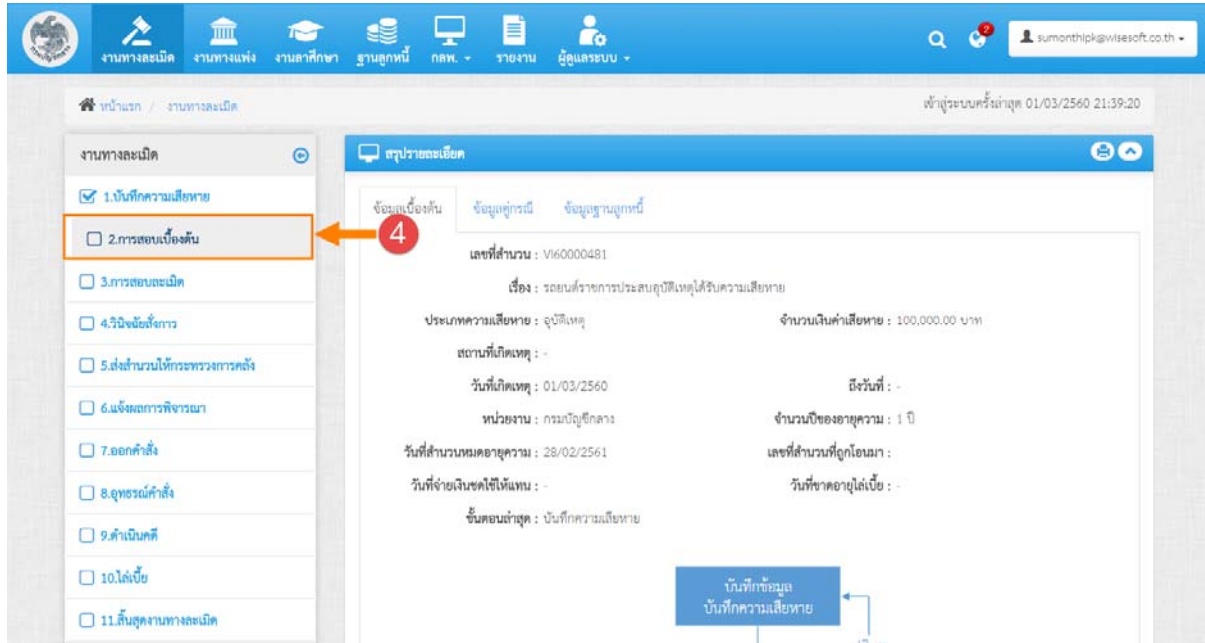 งานทางละเมิด งานทางแพ่ง งานลาศึกษา ฐานลูกหนี้ กลพ. รายงาน ผู้ดูแลระบบ 2 sumonthipk@wisesoft.co.th
หน้าแรก / งานทางละเมิด เข้าสู่ระบบครั้งล่าสุด 01/03/2560 21:39:20
งานทางละเมิด
1.บันทึกความเสียหาย
2.การสอบเบื้องต้น
3.การสอบละเมิด
4.วินิจฉัยสั่งการ
5.ส่งสำนวนให้กระทรวงการคลัง
6.แจ้งผลการพิจารณา
7.ออกคำสั่ง
8.อุทธรณ์คำสั่ง
9.ดำเนินคดี
10.ไล่เบี้ย
11.สิ้นสุดงานทางละเมิด
4
สรุปรายละเอียด
ข้อมูลเบื้องต้น ข้อมูลคู่กรณี ข้อมูลฐานลูกหนี้
เลขที่สำนวน : VI60000481
เรื่อง : รถยนต์ราชการประสบอุบัติเหตุได้รับความเสียหาย
ประเภทความเสียหาย : อุบัติเหตุ จำนวนเงินค่าเสียหาย : 100,000.00 บาท
สถานที่เกิดเหตุ : -
วันที่เกิดเหตุ : 01/03/2560 ถึงวันที่ : -
หน่วยงาน : กรมบัญชีกลาง จำนวนปีของอายุความ : 1 ปี
วันที่สำนวนหมดอายุความ : 28/02/2561 เลขที่สำนวนที่ถูกโอนมา :
วันที่จ่ายเงินชดใช้ให้แทน : - วันที่ขาดอายุไล่เบี้ย : -
ขั้นตอนล่าสุด : บันทึกความเสียหาย
บันทึกข้อมูล
บันทึกความเสียหาย